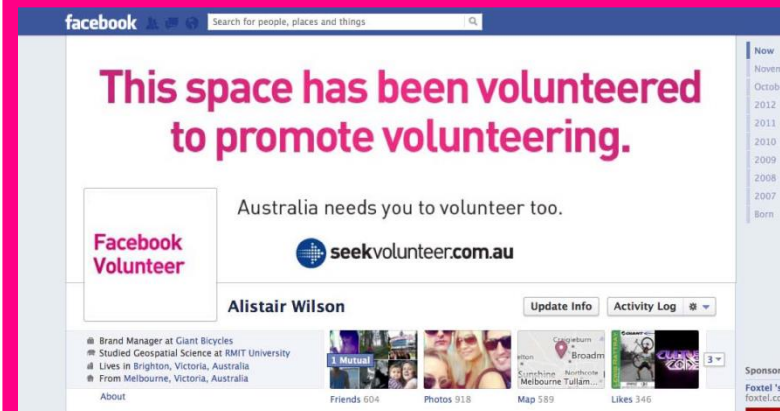 facebook
Search for people, places and things
This space has been volunteered
to promote volunteering.
Australia needs you to volunteer too.
seekvolunteer.com.au
Facebook
Volunteer
Alistair Wilson
Update Info
Activity Log
Brand Manager at Giant Bicycles
Studied Geospatial Science at RMIT University
Lives in Brighton, Victoria, Australia
From Melbourne, Victoria, Australia
About
1 Mutual
Friends 604
Photos 918
Craigieburn
Broadm
Sunshine Northcote
Melbourne Tullam...
Map 589
GIANT
Likes 346
3
Now
Novem
Octob
2012
2011
2010
2009
2008
2007
Born
Sponsor
Foxtel's
foxtel.co